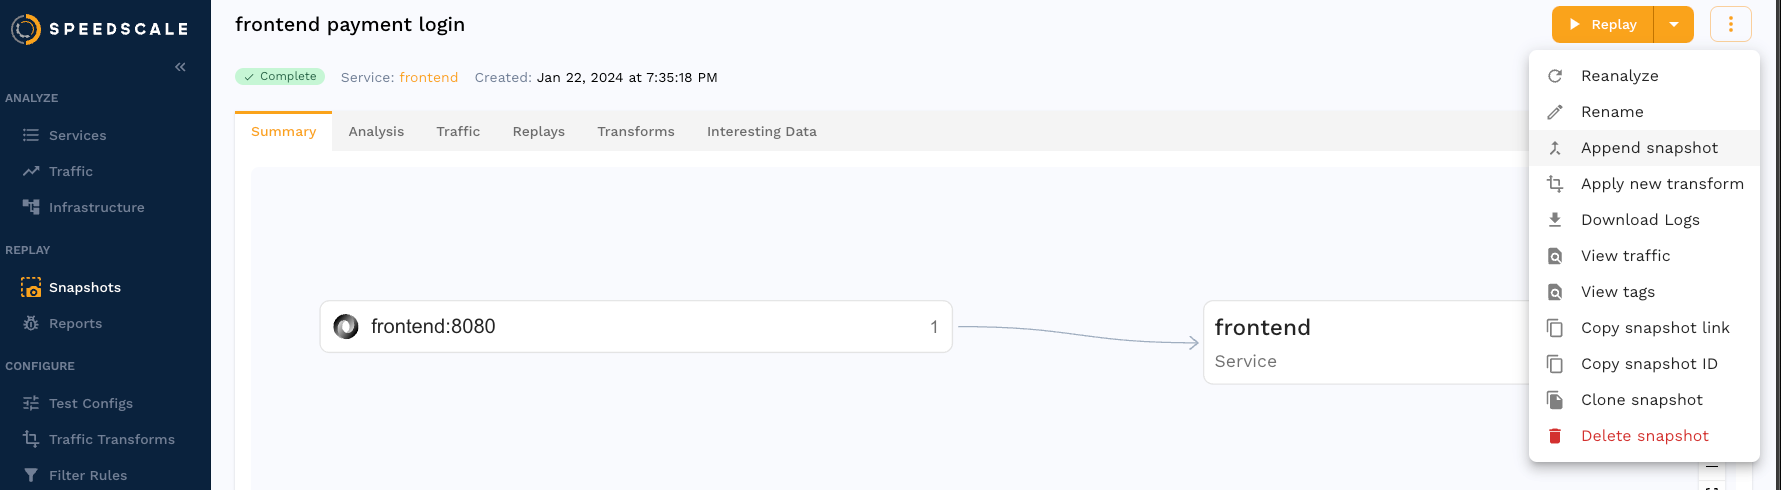 SPEEDSCALE
ANALYZE
Services
Traffic
Infrastructure
REPLAY
Snapshots
Reports
CONFIGURE
Test Configs
Traffic Transforms
Filter Rules
frontend payment login
Replay
Complete Service: frontend Created: Jan 22, 2024 at 7:35:18 PM
Summary Analysis Traffic Replays Transforms Interesting Data
frontend:8080 1
frontend
Service
Reanalyze
Rename
Append snapshot
Apply new transform
Download Logs
View traffic
View tags
Copy snapshot link
Copy snapshot ID
Clone snapshot
Delete snapshot